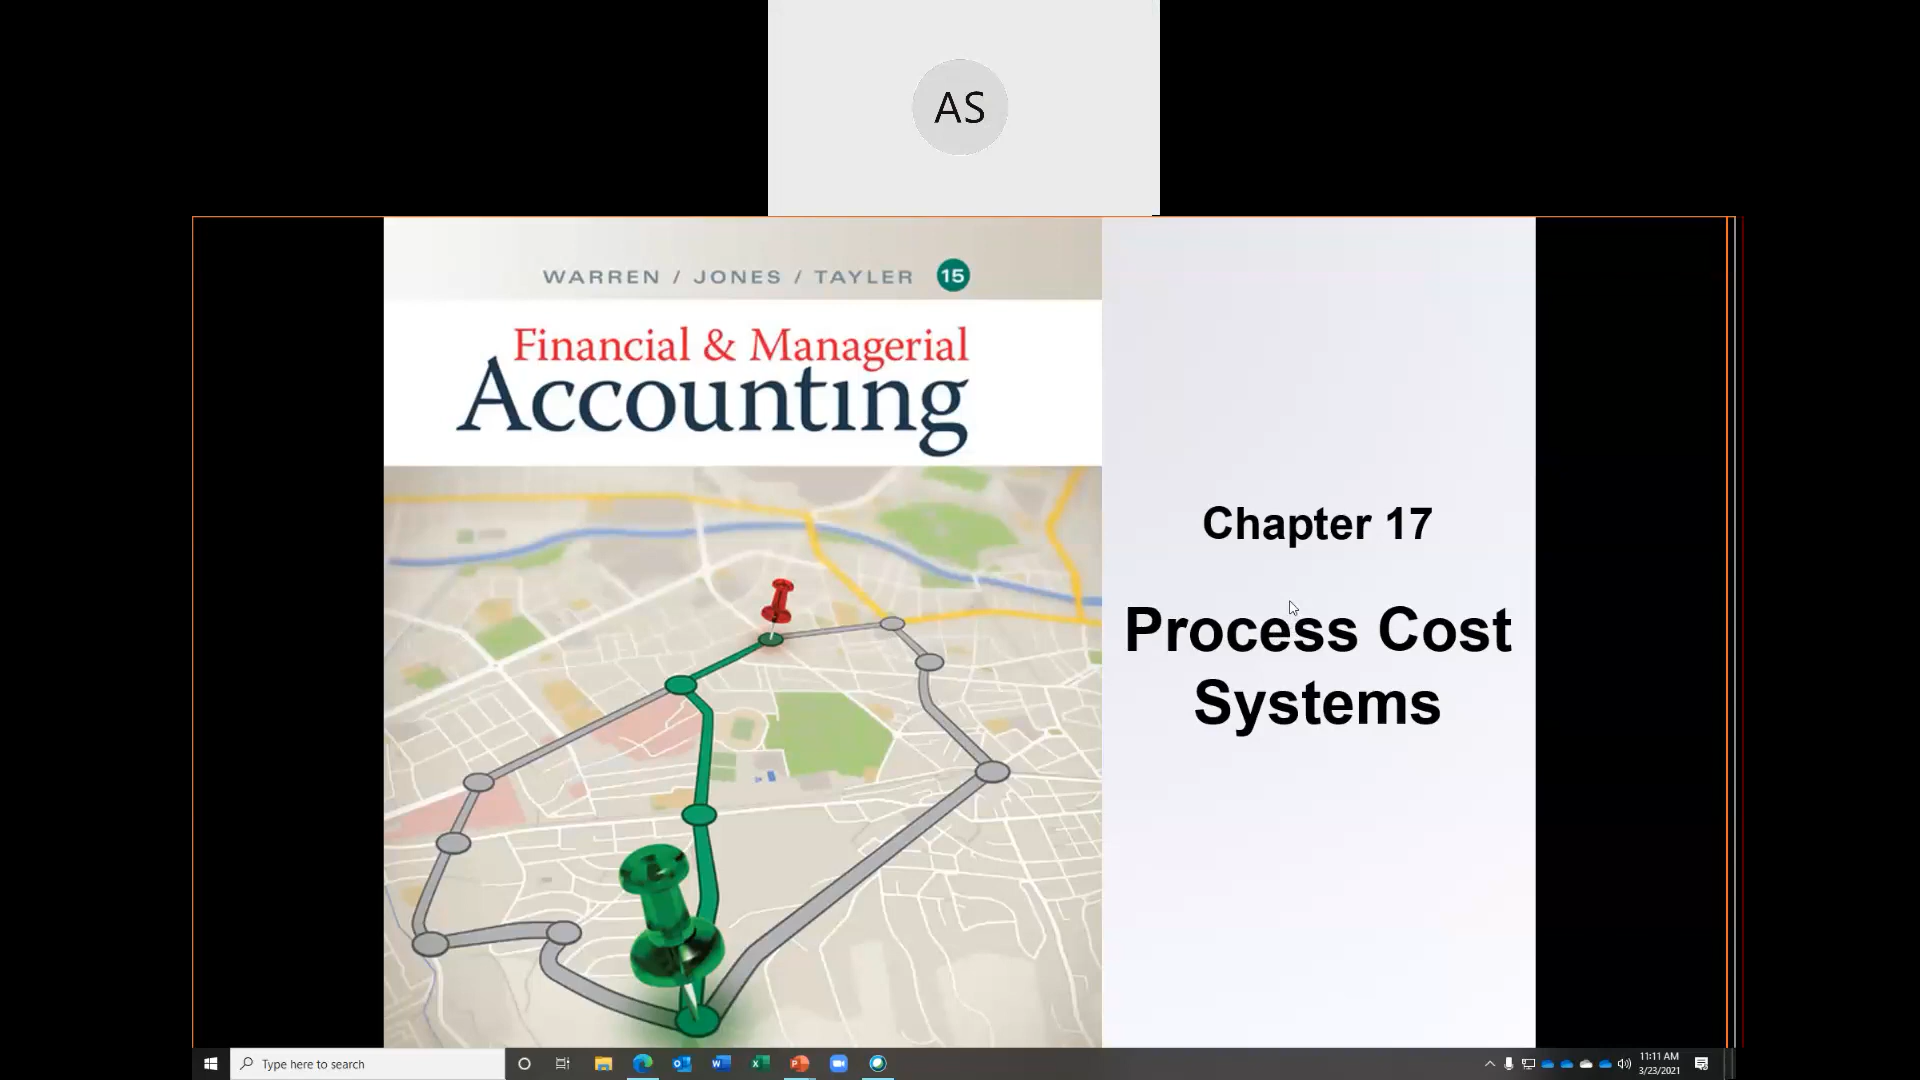 AS
WARREN / JONES / TAYLER 15
Financial & Managerial
Accounting
Chapter 17
Process Cost
Systems
Type here to search
11:11 AM
3/23/2021